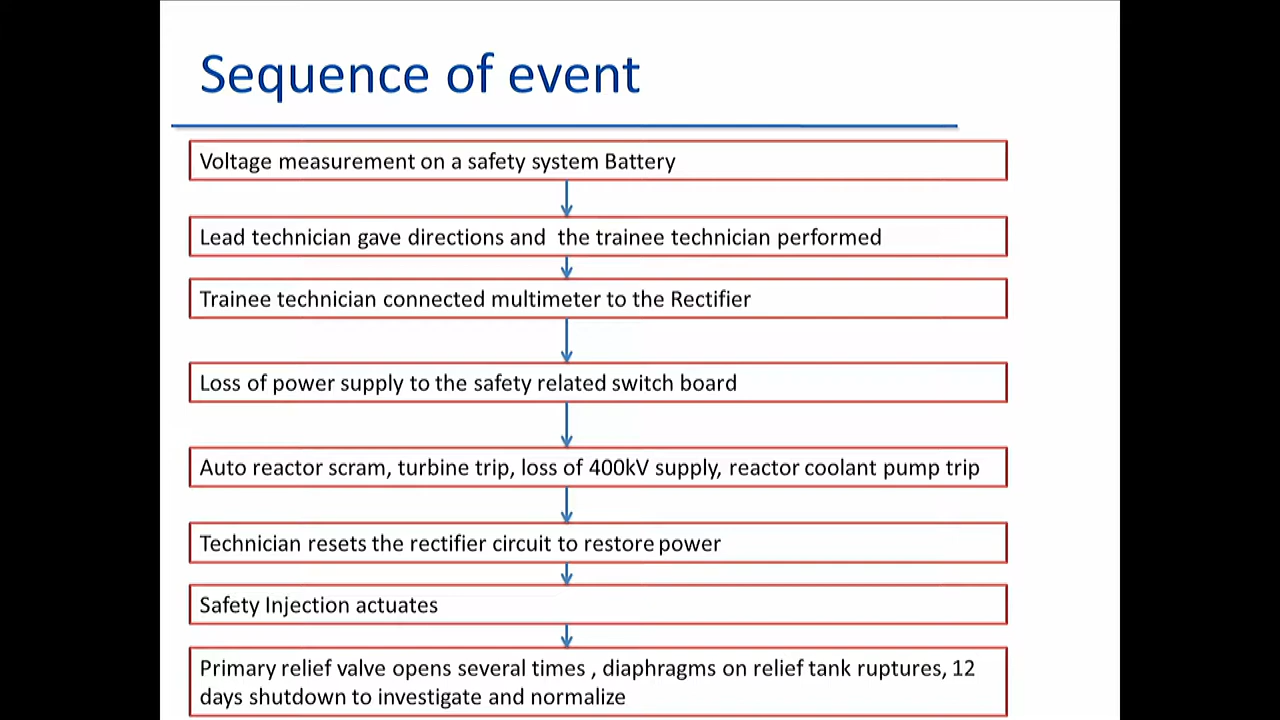 Sequence of event
Voltage measurement on a safety system Battery
Lead technician gave directions and  the trainee technician performed
Trainee technician connected multimeter to the Rectifier
Loss of power supply to the safety related switch board
Auto reactor scram, turbine trip, loss of 400kV supply, reactor coolant pump trip
Technician resets the rectifier circuit to restore power
Safety Injection actuates
Primary relief valve opens several times , diaphragms on relief tank ruptures, 12
days shutdown to investigate and normalize